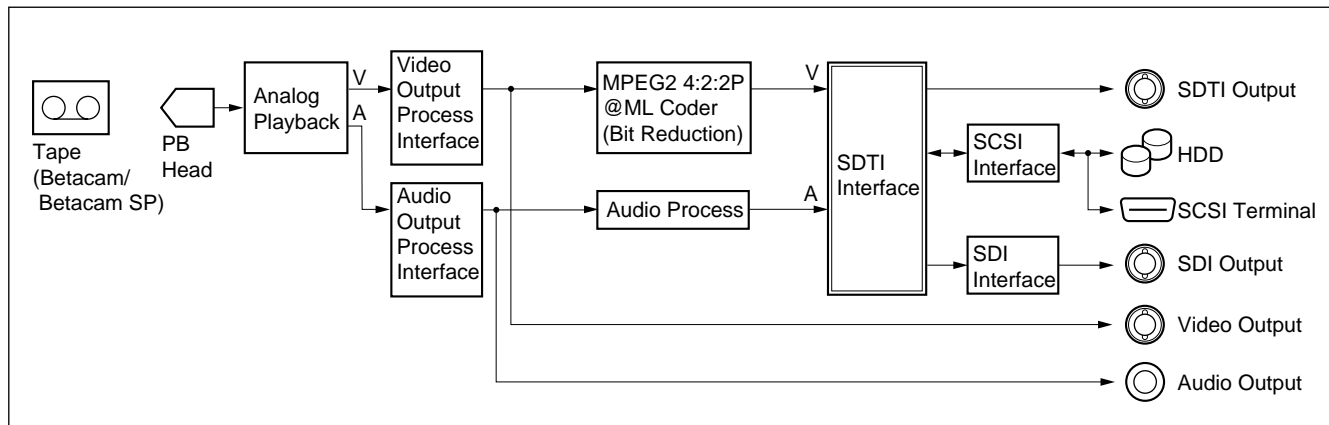 Tape
(Betacam/
Betacam SP)
PB
Head
Analog
Playback
V
A
Video
Output
Process
Interface
Audio
Output
Process
Interface
MPEG2 4:2:2P
@ML Coder
(Bit Reduction)
Audio Process
V
A
SDTI
Interface
SCSI
Interface
SDI
Interface
SDTI Output
HDD
SCSI Terminal
SDI Output
Video Output
Audio Output